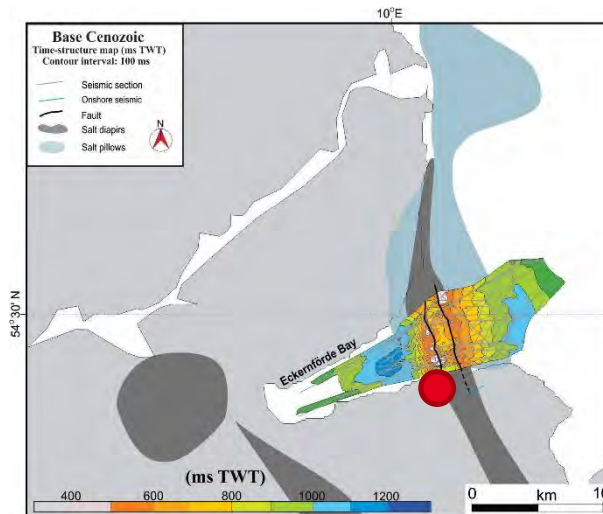 10°E
Base Cenozoic
Time-structure map (ms TWT)
Contour interval: 100 ms
Seismic section
Onshore seismic
Fault
Salt diapirs
Salt pillows
N
54°30' N
Eckernförde Bay
(ms TWT)
400 600 800 1000 1200
0 10
km